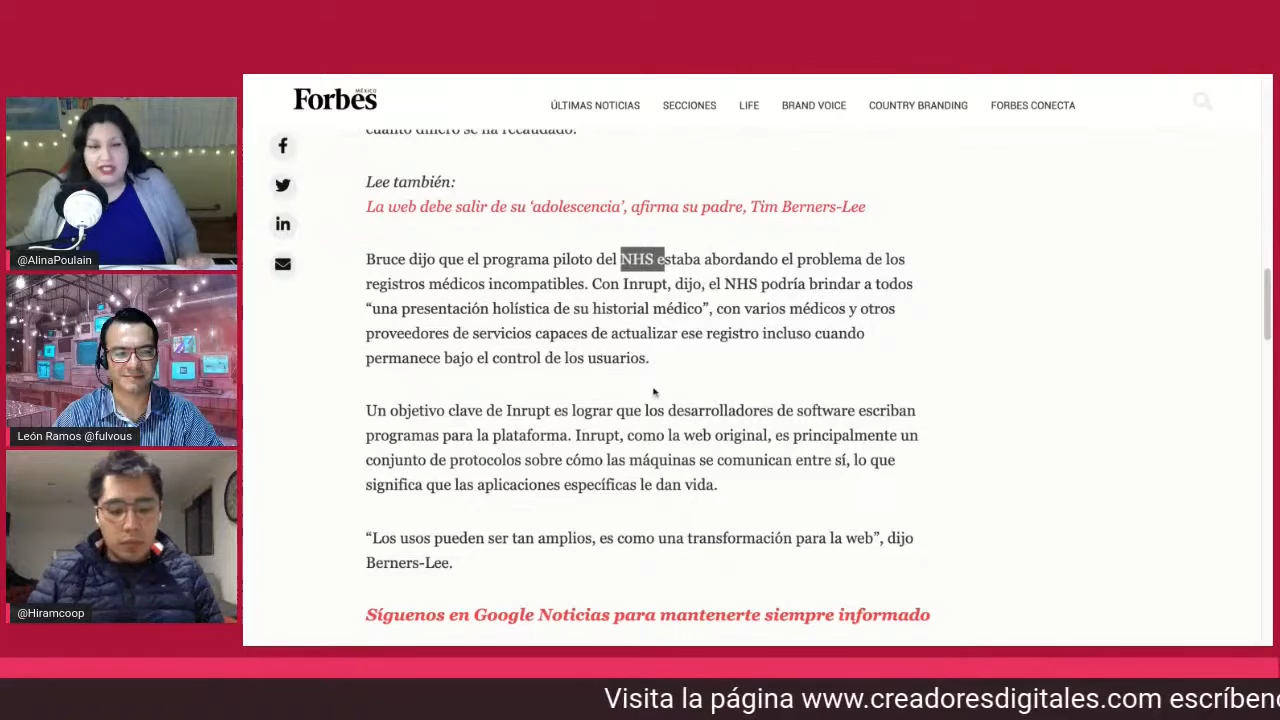 @AlinaPoulain
León Ramos @fulvous
@Hiramcoop
Forbes
MÉXICO
ÚLTIMAS NOTICIAS SECCIONES LIFE BRAND VOICE COUNTRY BRANDING FORBES CONECTA
cuánto dinero se ha recaudado.
Lee también:
La web debe salir de su ‘adolescencia’, afirma su padre, Tim Berners-Lee
Bruce dijo que el programa piloto del NHS estaba abordando el problema de los
registros médicos incompatibles. Con Inrupt, dijo, el NHS podría brindar a todos
“una presentación holística de su historial médico”, con varios médicos y otros
proveedores de servicios capaces de actualizar ese registro incluso cuando
permanece bajo el control de los usuarios.
Un objetivo clave de Inrupt es lograr que los desarrolladores de software escriban
programas para la plataforma. Inrupt, como la web original, es principalmente un
conjunto de protocolos sobre cómo las máquinas se comunican entre sí, lo que
significa que las aplicaciones específicas le dan vida.
“Los usos pueden ser tan amplios, es como una transformación para la web”, dijo
Berners-Lee.
Síguenos en Google Noticias para mantenerte siempre informado
Visita la página www.creadoresdigitales.com escríbeno